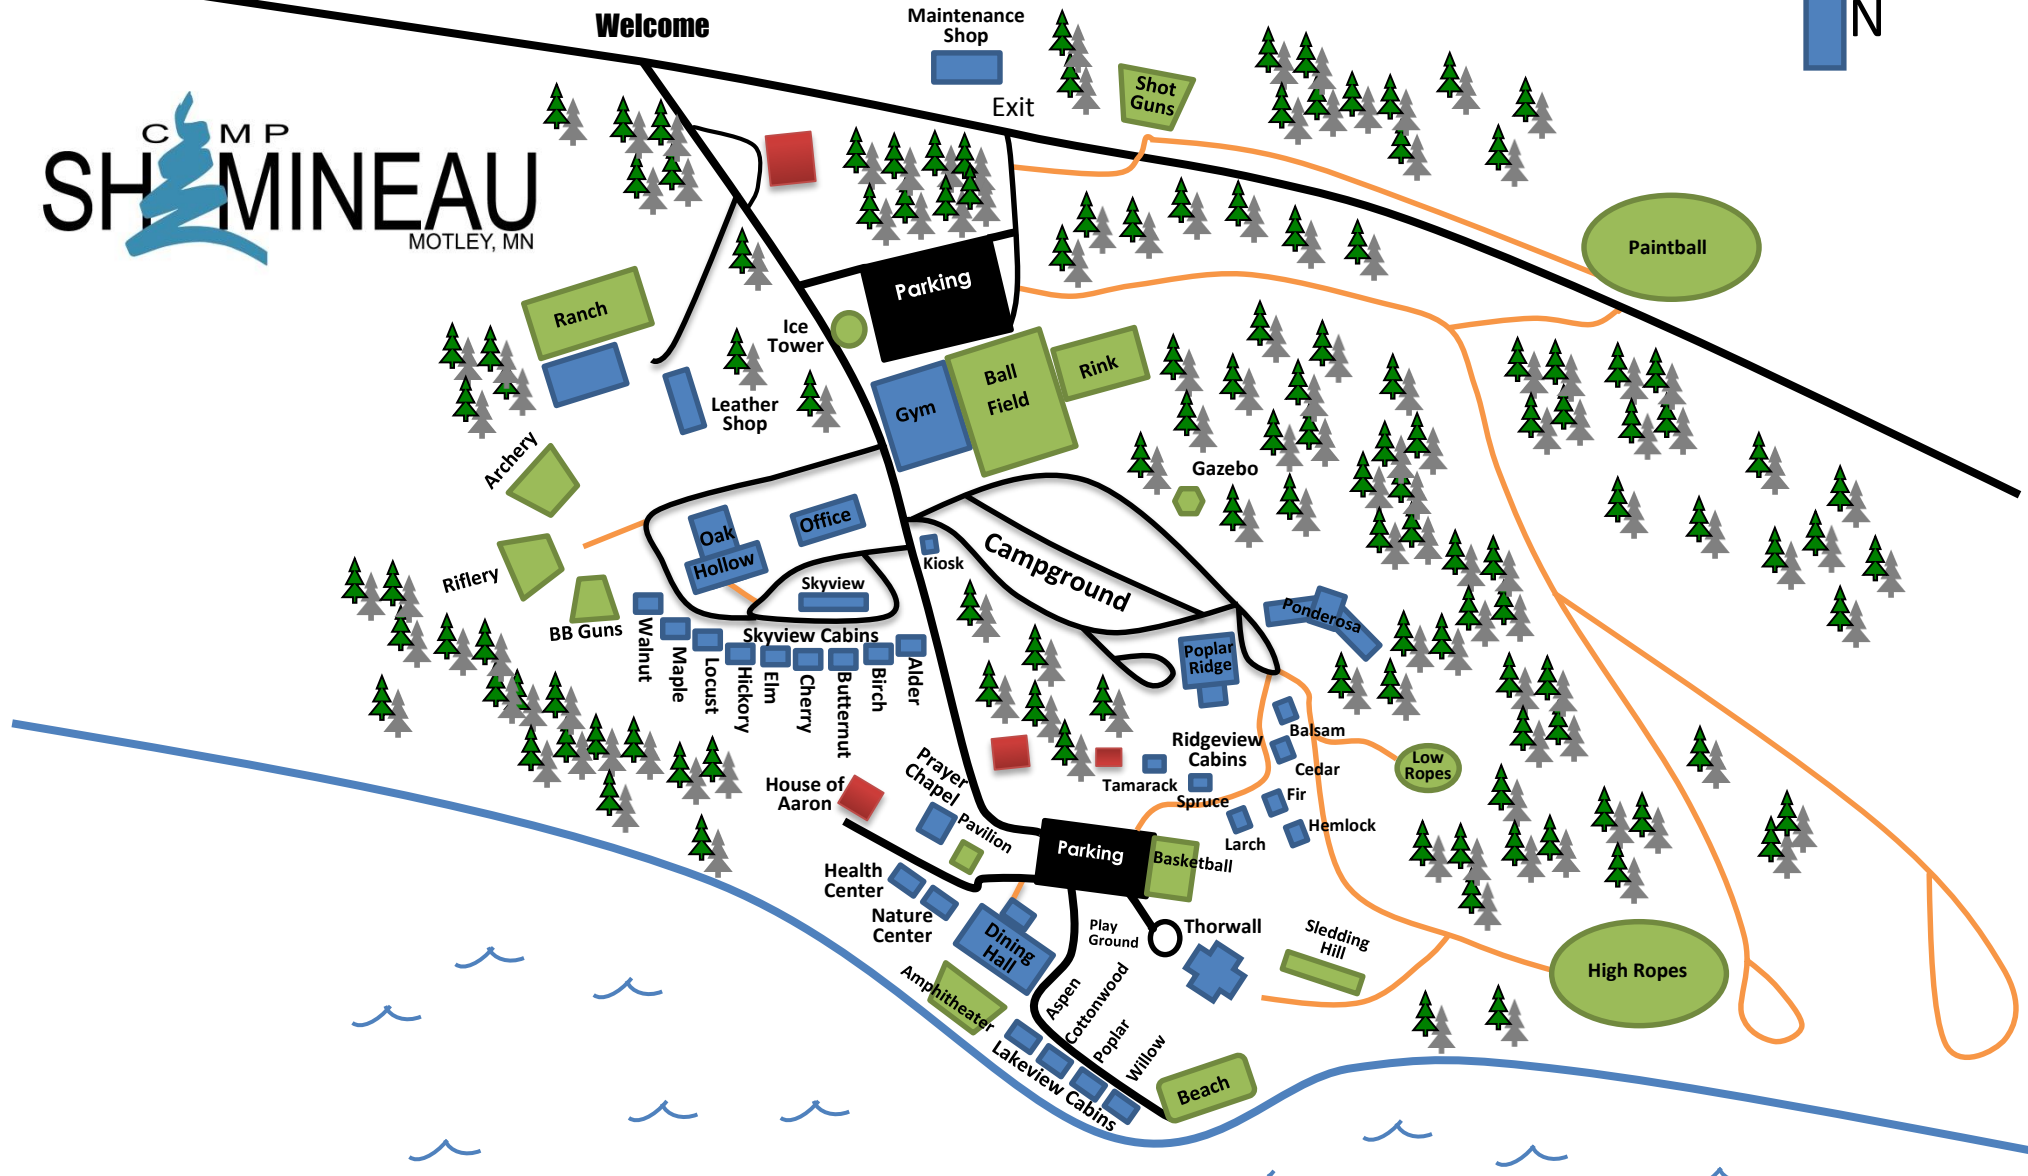 Welcome
Maintenance
Shop
N
Exit
Shot
Guns
C MP
SH MINEAU
MOTLEY, MN
Paintball
Parking
Ranch
Ice
Tower
Ball
Field
Rink
Gym
Leather
Shop
Archery
Gazebo
Office
Oak
Hollow
Kiosk
Campground
Riflery
BB Guns
Skyview
Skyview Cabins
Ponderosa
Poplar
Ridge
Walnut
Maple
Locust
Hickory
Elm
Cherry
Butternut
Birch
Alder
Balsam
Ridgeview
Cabins
Cedar
Low
Ropes
Tamarack
Spruce
Fir
Hemlock
Larch
House of
Aaron
Prayer
Chapel
Pavilion
Parking
Basketball
Health
Center
Nature
Center
Dining
Hall
Play
Ground
Thorwall
Sledding
Hill
High Ropes
Amphitheater
Aspen
Cottonwood
Poplar
Willow
Lakeview Cabins
Beach